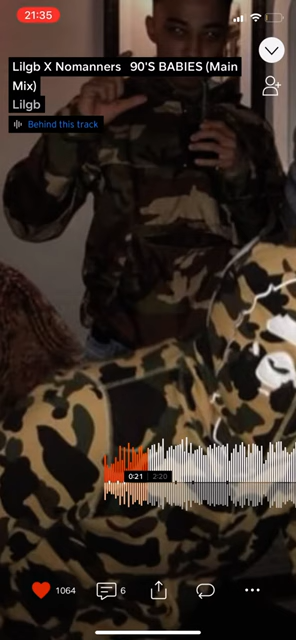 21:35
Lilgb X Nomanners 90'S BABIES (Main
Mix)
Lilgb
Behind this track
0:21 2:20
1064 6